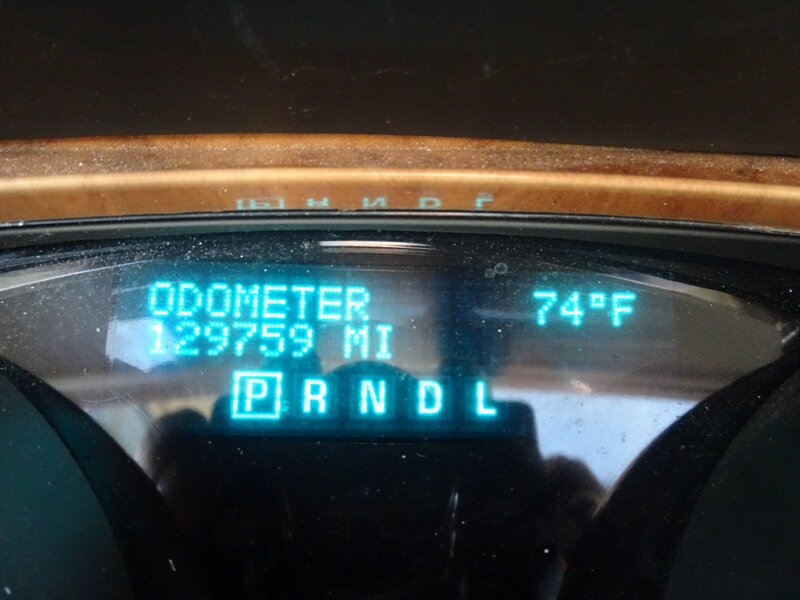 ODOMETER 74°F
129759 MI
P R N D L